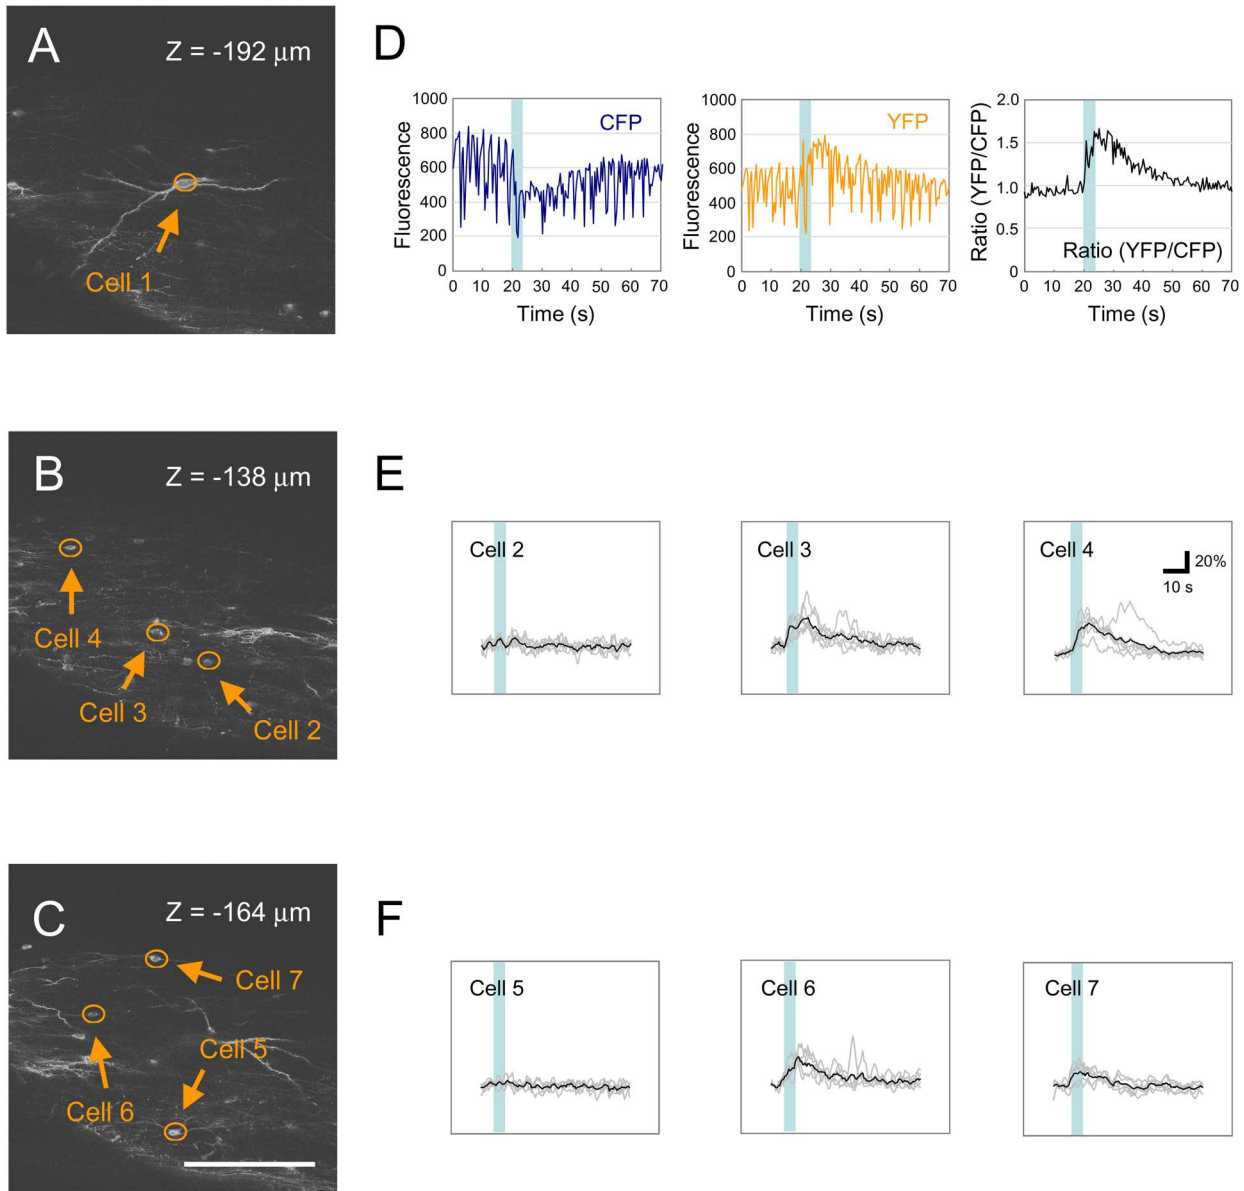 A
Z = -192 μm
Cell 1
D
1000
800
600
400
200
0
Fluorescence
CFP
0 10 20 30 40 50 60 70
Time (s)
1000
800
600
400
200
0
Fluorescence
YFP
0 10 20 30 40 50 60 70
Time (s)
2.0
1.5
1.0
0.5
0
Ratio (YFP/CFP)
Ratio (YFP/CFP)
0 10 20 30 40 50 60 70
Time (s)
B
Z = -138 μm
Cell 4
Cell 3
Cell 2
E
Cell 2
Cell 3
Cell 4
20%
10 s
C
Z = -164 μm
Cell 7
Cell 5
Cell 6
F
Cell 5
Cell 6
Cell 7